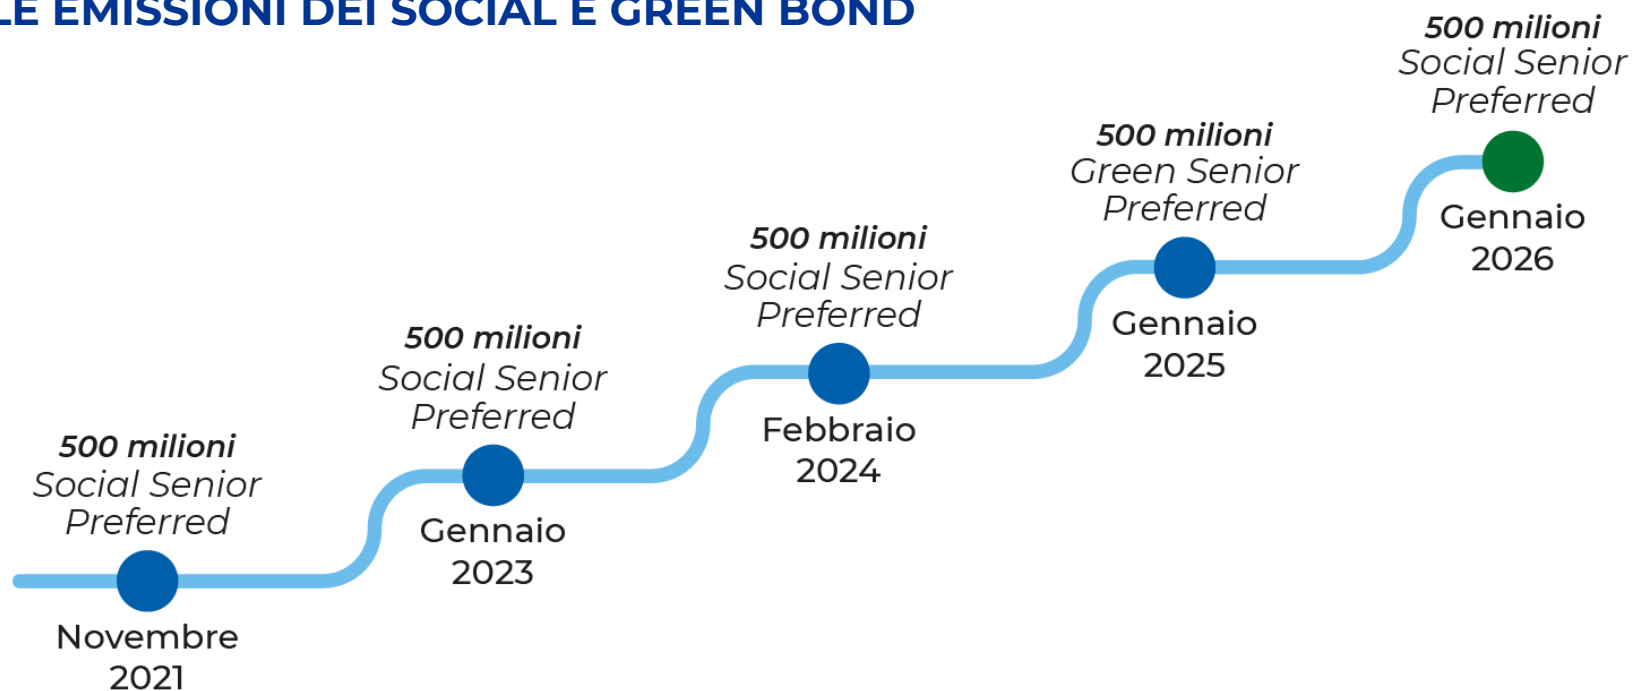 LE EMISSIONI DEI SOCIAL E GREEN BOND
500 milioni
Social Senior
Preferred
Novembre
2021
500 milioni
Social Senior
Preferred
Gennaio
2023
500 milioni
Social Senior
Preferred
Febbraio
2024
500 milioni
Green Senior
Preferred
Gennaio
2025
500 milioni
Social Senior
Preferred
Gennaio
2026